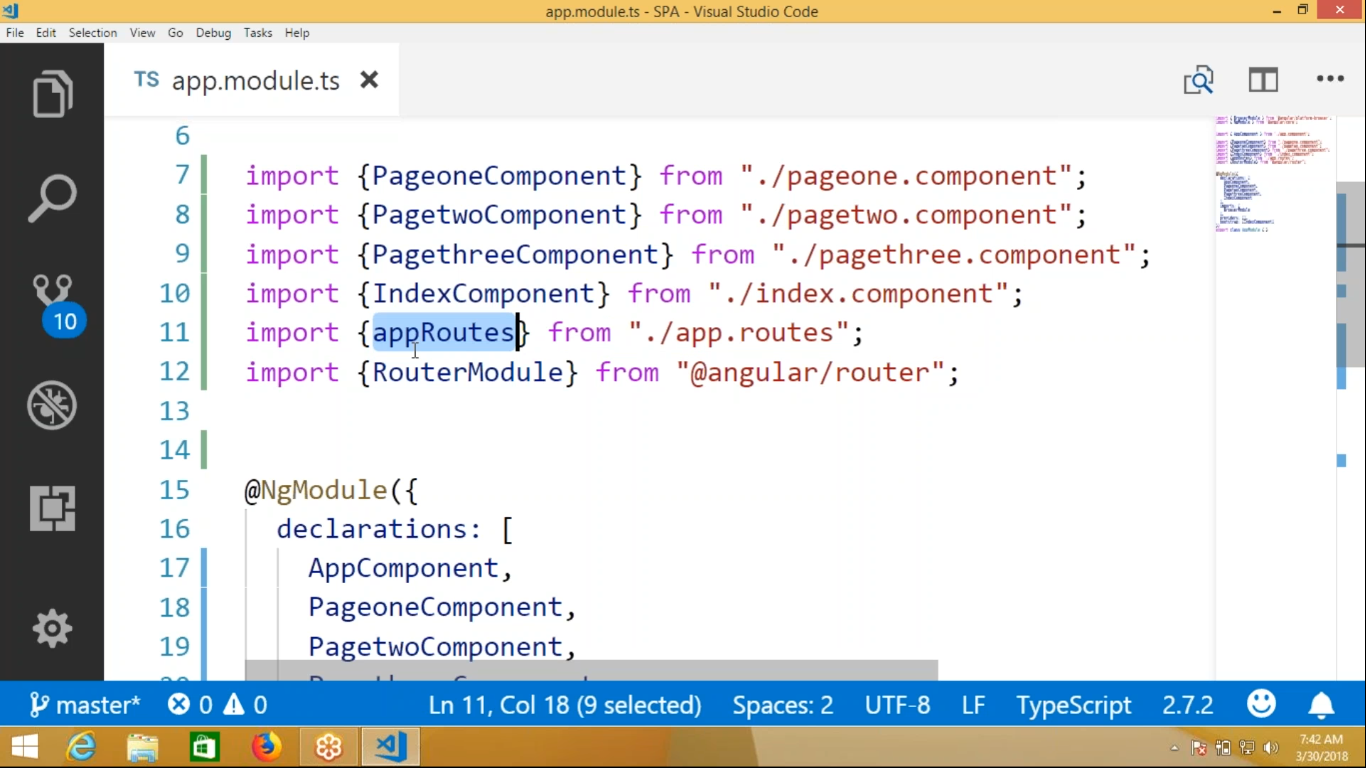 app.module.ts - SPA - Visual Studio Code
File Edit Selection View Go Debug Tasks Help
TS app.module.ts
6
7 import {PageoneComponent} from "./pageone.component";
8 import {PagetwoComponent} from "./pagetwo.component";
9 import {PagethreeComponent} from "./pagethree.component";
10 import {IndexComponent} from "./index.component";
11 import {appRoutes} from "./app.routes";
12 import {RouterModule} from "@angular/router";
13
14
15 @NgModule({
16 declarations: [
17 AppComponent,
18 PageoneComponent,
19 PagetwoComponent,
10
master* 0 0 Ln 11, Col 18 (9 selected) Spaces: 2 UTF-8 LF TypeScript 2.7.2
7:42 AM
3/30/2018